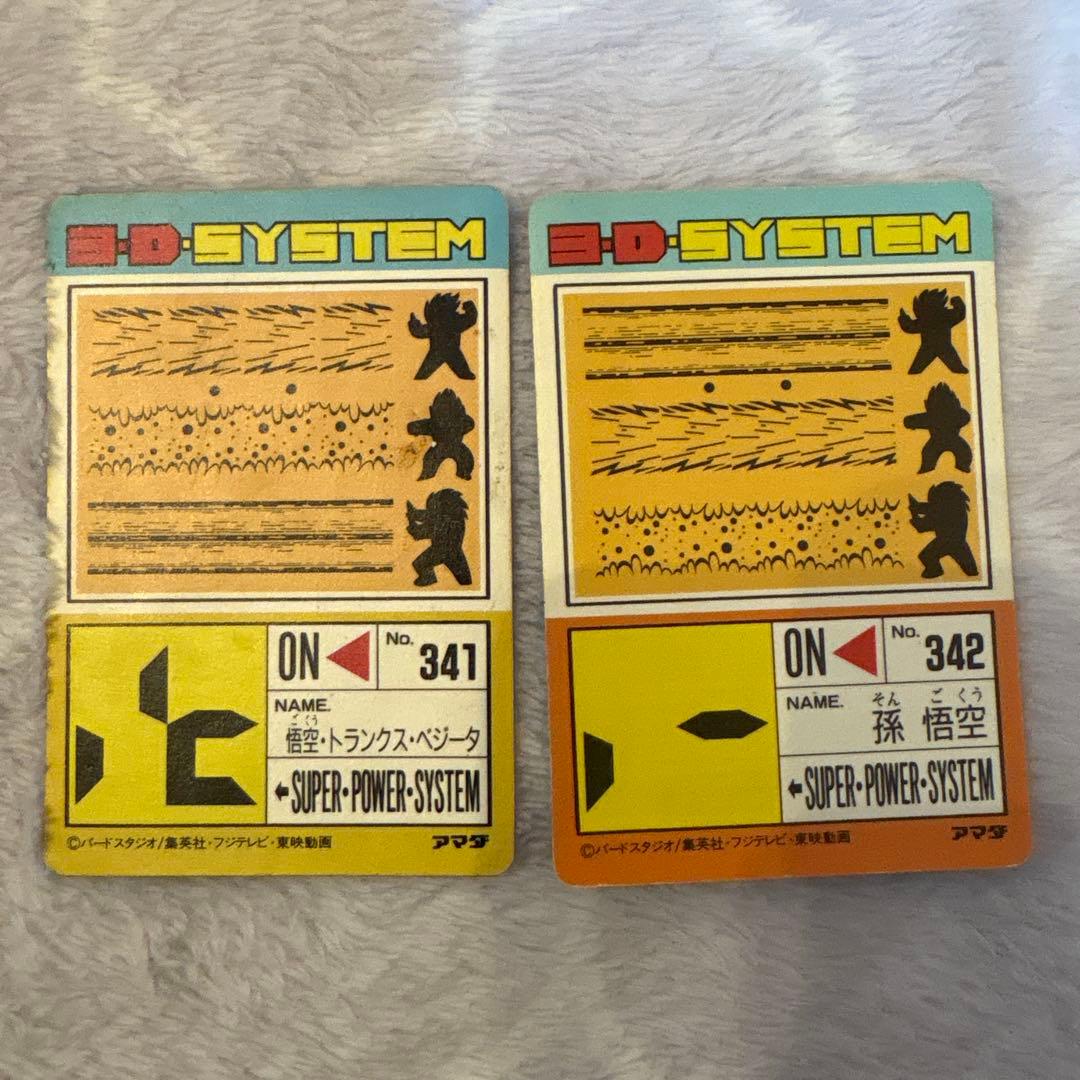 3·D·SYSTEM
ON
No. 341
NAME.
ごくう
悟空・トランクス・ベジータ
←SUPER・POWER・SYSTEM
©バードスタジオ/集英社・フジテレビ・東映動画
アマダ
3·D·SYSTEM
ON
No. 342
NAME.
そん ごくう
孫 悟空
←SUPER・POWER・SYSTEM
©バードスタジオ/集英社・フジテレビ・東映動画
アマダ